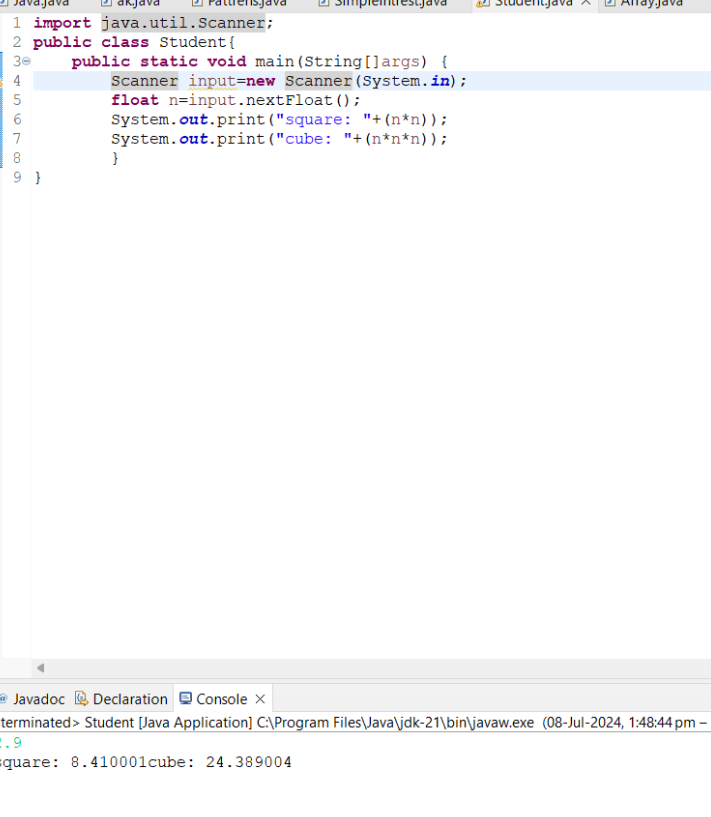 Java.java ak.java Pattrens.java SimpleIntrest.java Student.java Array.java
1 import java.util.Scanner;
2 public class Student{
3 public static void main(String[]args) {
4 Scanner input=new Scanner(System.in);
5 float n=input.nextFloat();
6 System.out.print("square: "+(n*n));
7 System.out.print("cube: "+(n*n*n));
8 }
9 }
@ Javadoc Declaration Console
terminated> Student [Java Application] C:\Program Files\Java\jdk-21\bin\javaw.exe (08-Jul-2024, 1:48:44 pm –
2.9
square: 8.410001cube: 24.389004